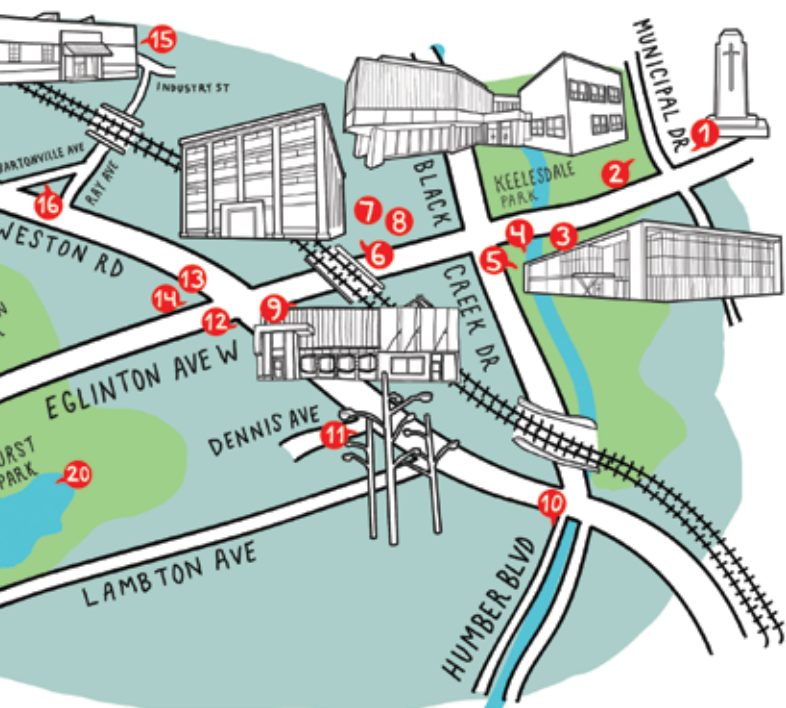 15
INDUSTRY ST
BARTONVILLE AVE
RAY AVE
16
WESTON RD
MUNICIPAL DR
1
2
KEELESDALE
PARK
BLACK
CREEK DR
7
8
6
4
3
5
13
14
12
9
EGLINTON AVE W
DENNIS AVE
11
PARK
20
LAMBTON AVE
10
HUMBER BLVD